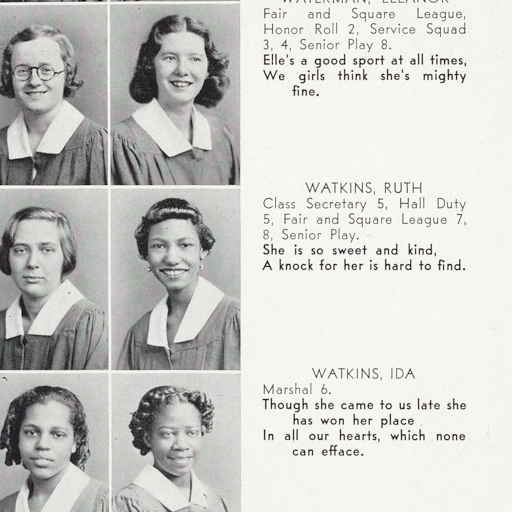 WATERMAN, ELEANOR
Fair and Square League,
Honor Roll 2, Service Squad
3, 4, Senior Play 8.
Elle's a good sport at all times,
We girls think she's mighty
fine.
WATKINS, RUTH
Class Secretary 5, Hall Duty
5, Fair and Square League 7,
8, Senior Play.
She is so sweet and kind,
A knock for her is hard to find.
WATKINS, IDA
Marshal 6.
Though she came to us late she
has won her place
In all our hearts, which none
can efface.